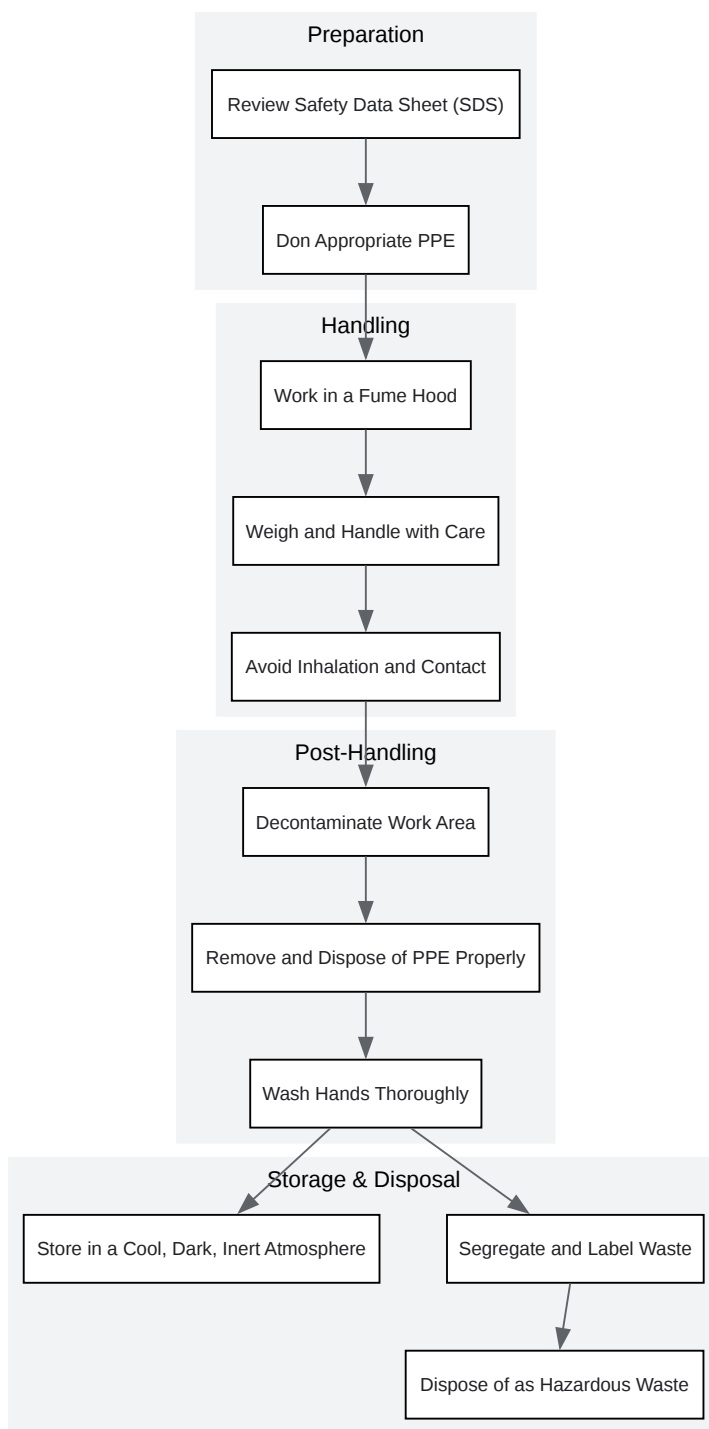 Preparation
Review Safety Data Sheet (SDS)
Don Appropriate PPE
Handling
Work in a Fume Hood
Weigh and Handle with Care
Avoid Inhalation and Contact
Post-Handling
Decontaminate Work Area
Remove and Dispose of PPE Properly
Wash Hands Thoroughly
Storage & Disposal
Store in a Cool, Dark, Inert Atmosphere
Segregate and Label Waste
Dispose of as Hazardous Waste